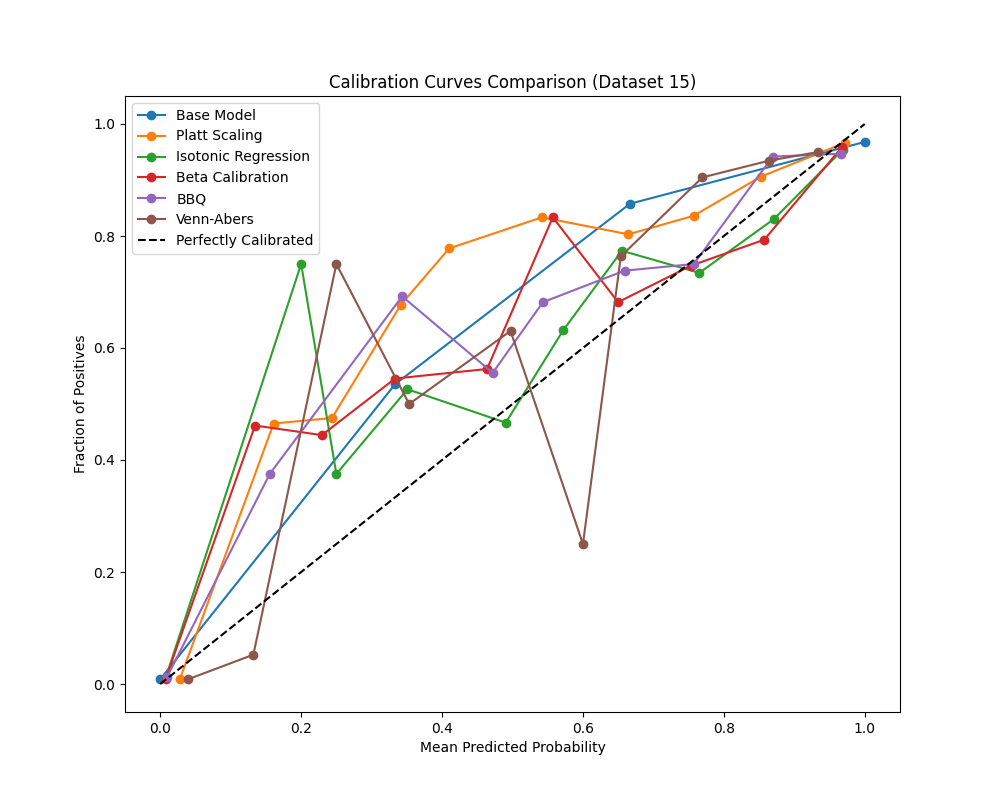 Calibration Curves Comparison (Dataset 15)
Base Model
Platt Scaling
Isotonic Regression
Beta Calibration
BBQ
Venn-Abers
Perfectly Calibrated
Fraction of Positives
1.0
0.8
0.6
0.4
0.2
0.0
0.0 0.2 0.4 0.6 0.8 1.0
Mean Predicted Probability